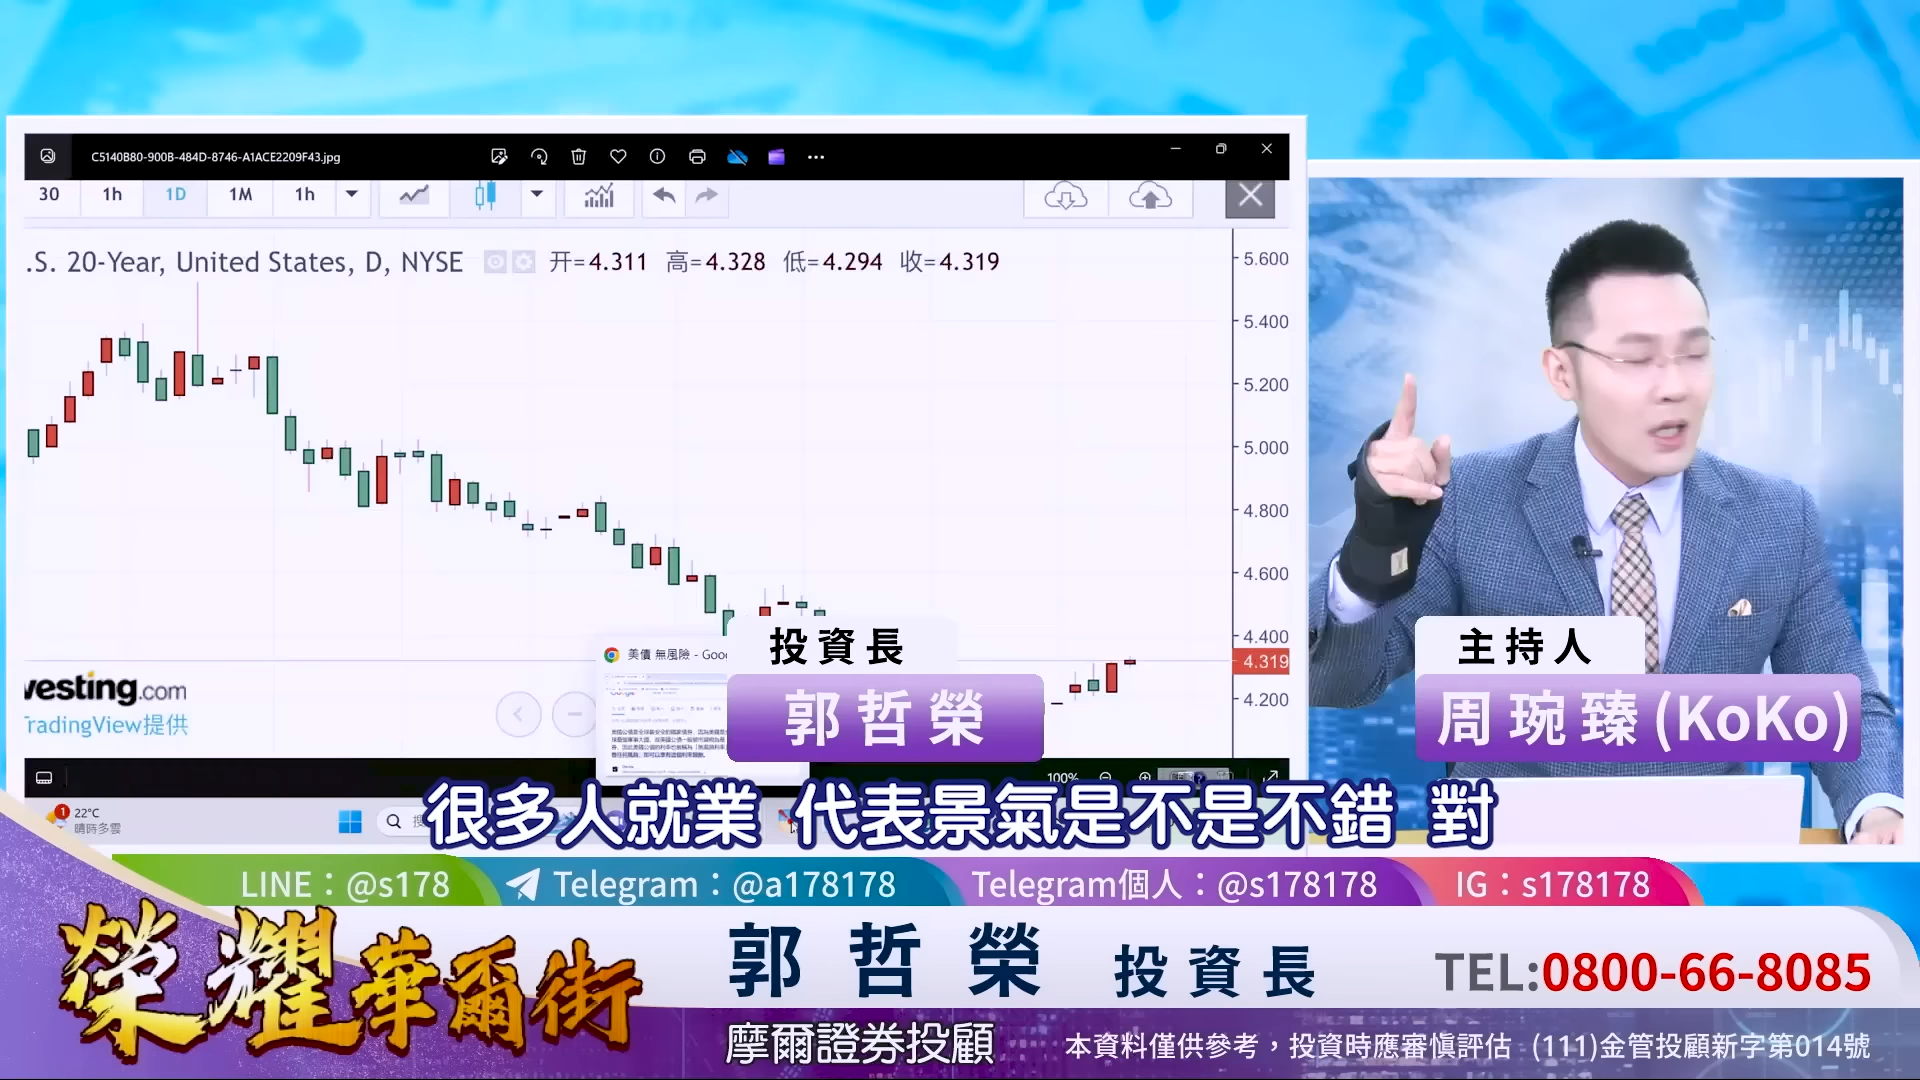 C5140B80-900B-484D-8746-A1ACE2209F43.jpg
30 1h 1D 1M 1h
.S. 20-Year, United States, D, NYSE 开=4.311 高=4.328 低=4.294 收=4.319
5.600
5.400
5.200
5.000
4.800
4.600
4.400
4.319
4.200
vesting.com
TradingView提供
美債 無風險 - Goo
投資長
郭哲榮
主持人
周琬臻(KoKo)
100%
1
22°C
晴時多雲
很多人就業 代表景氣是不是不錯 對
LINE：@s178 Telegram：@a178178 Telegram個人：@s178178 IG：s178178
榮耀華爾街
郭哲榮 投資長
TEL:0800-66-8085
摩爾證券投顧
本資料僅供參考，投資時應審慎評估 (111)金管投顧新字第014號